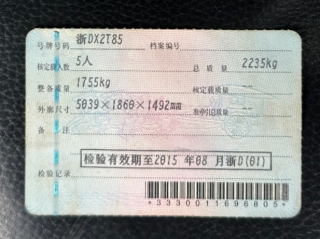 号牌号码 浙DX2T85 档案编号
核定载人数 5人 总质量 2235kg
整备质量 1755kg 核定载质量
外廓尺寸 5039×1860×1492mm 准牵引总质量
备注
检验有效期至2015年08月浙D(01)
检验记录
*3330011696805*